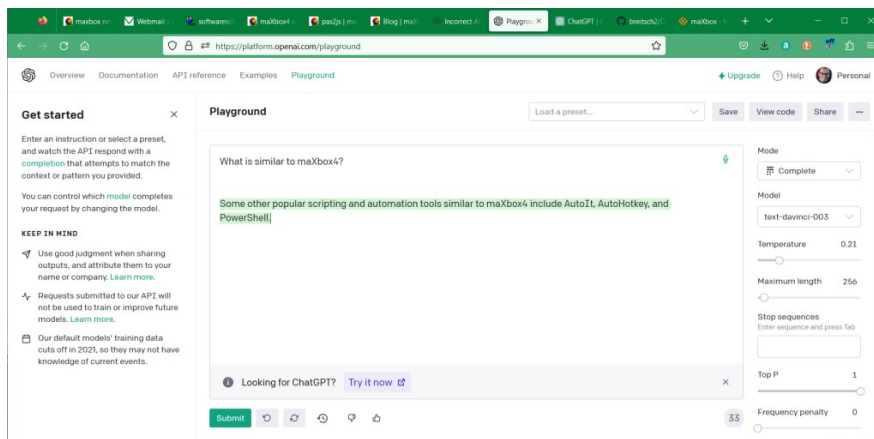 maxbox ne
Webmail ::
softwaresch
maXbox4
pas2js | ma
Blog | maX
Incorrect A
Playgrou
ChatGPT |
breitsch2/
maXbox -
https://platform.openai.com/playground
Overview Documentation API reference Examples Playground
Upgrade Help Personal
Get started
Enter an instruction or select a preset,
and watch the API respond with a
completion that attempts to match the
context or pattern you provided.
You can control which model completes
your request by changing the model.
KEEP IN MIND
Use good judgment when sharing
outputs, and attribute them to your
name or company. Learn more.
Requests submitted to our API will
not be used to train or improve future
models. Learn more.
Our default models' training data
cuts off in 2021, so they may not have
knowledge of current events.
Playground
Load a preset...
Save View code Share ...
What is similar to maXbox4?
Some other popular scripting and automation tools similar to maXbox4 include AutoIt, AutoHotkey, and
PowerShell.
Looking for ChatGPT? Try it now
Submit
33
Mode
Complete
Model
text-davinci-003
Temperature 0.21
Maximum length 256
Stop sequences
Enter sequence and press Tab
Top P 1
Frequency penalty 0